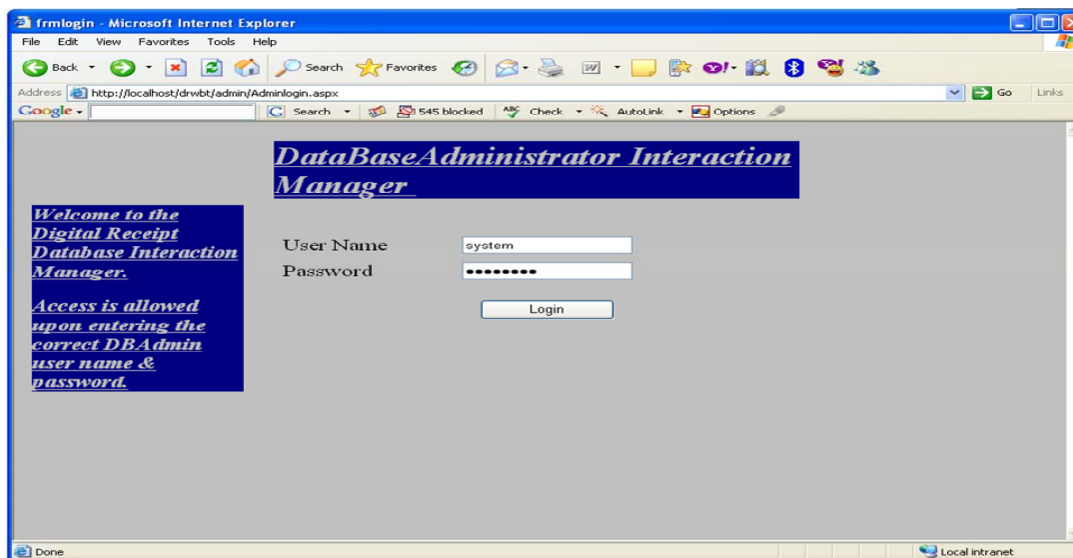 frmlogin - Microsoft Internet Explorer
File Edit View Favorites Tools Help
Back Search Favorites
Address http://localhost/drwbt/admin/Adminlogin.aspx Go Links
Google Search 545 blocked ABC Check AutoLink Options
DataBaseAdministrator Interaction
Manager
Welcome to the
Digital Receipt
Database Interaction
Manager.
Access is allowed
upon entering the
correct DBAdmin
user name &
password.
User Name system
Password ••••••••
Login
Done Local intranet